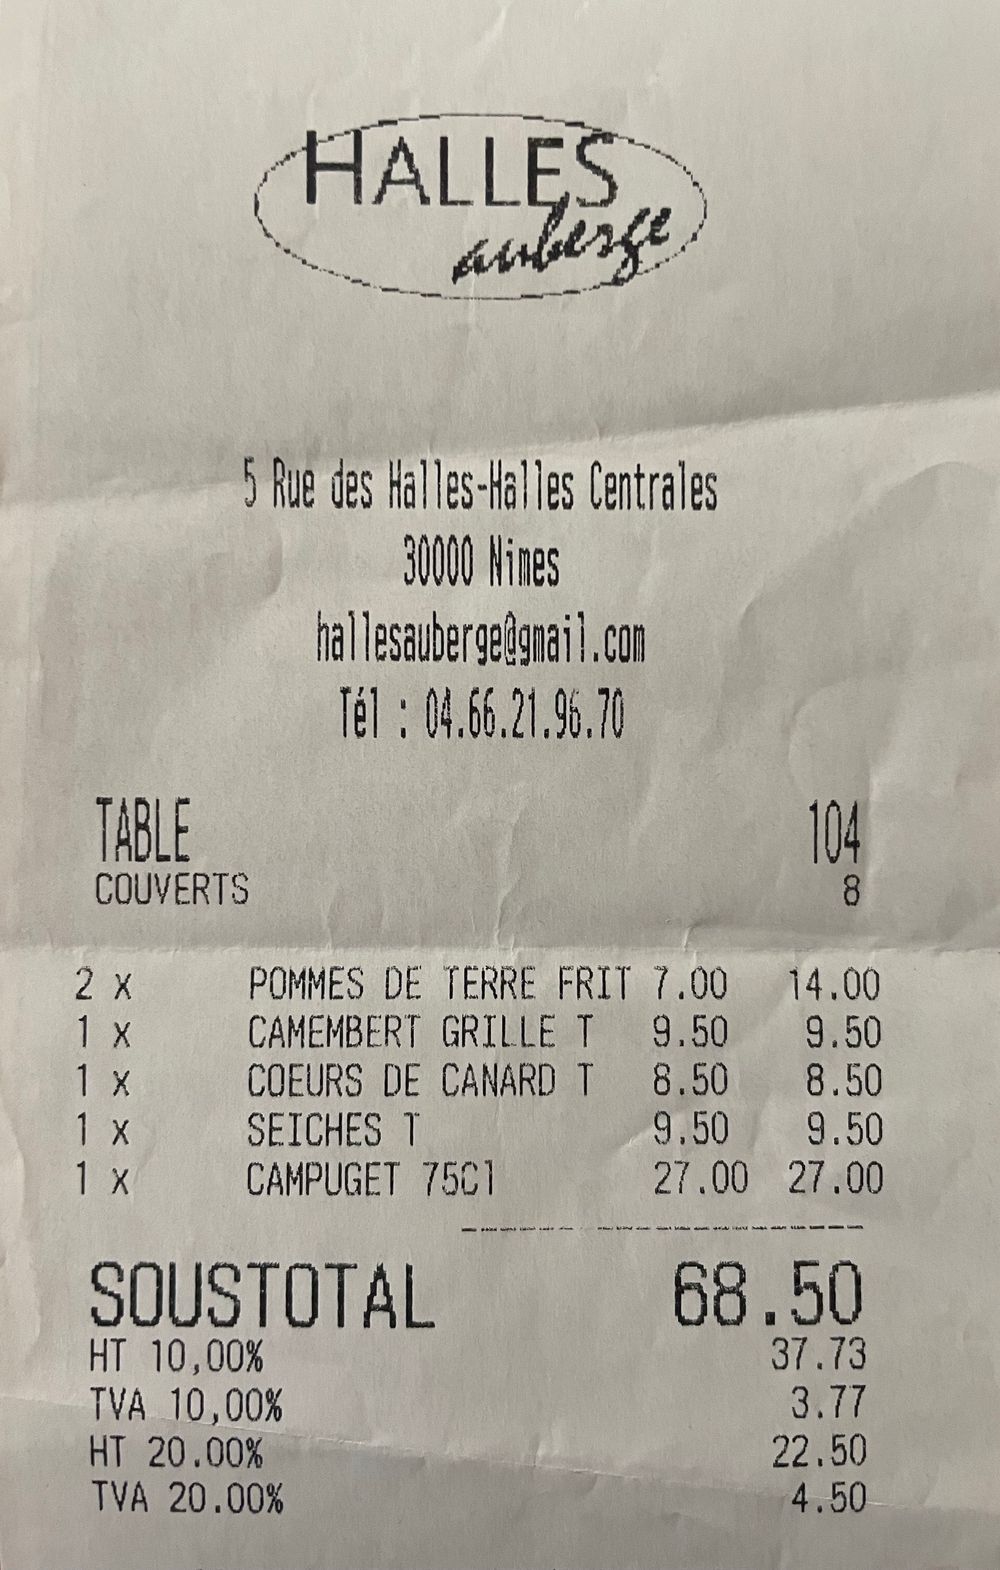 HALLES
auberge
5 Rue des Halles-Halles Centrales
30000 Nimes
hallesauberge@gmail.com
Tél : 04.66.21.96.70
TABLE 104
COUVERTS 8
2 x POMMES DE TERRE FRIT 7.00 14.00
1 x CAMEMBERT GRILLE T 9.50 9.50
1 x COEURS DE CANARD T 8.50 8.50
1 x SEICHES T 9.50 9.50
1 x CAMPUGET 75Cl 27.00 27.00
SOUSTOTAL 68.50
HT 10,00% 37.73
TVA 10,00% 3.77
HT 20.00% 22.50
TVA 20.00% 4.50